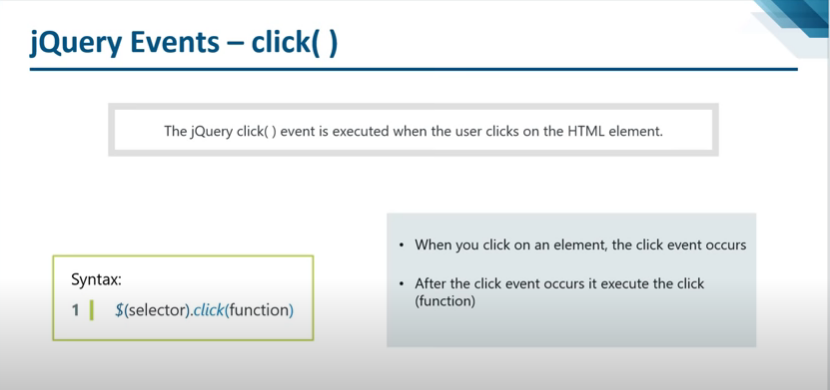 jQuery Events – click( )
The jQuery click( ) event is executed when the user clicks on the HTML element.
Syntax:
1 $(selector).click(function)
• When you click on an element, the click event occurs
• After the click event occurs it execute the click
(function)